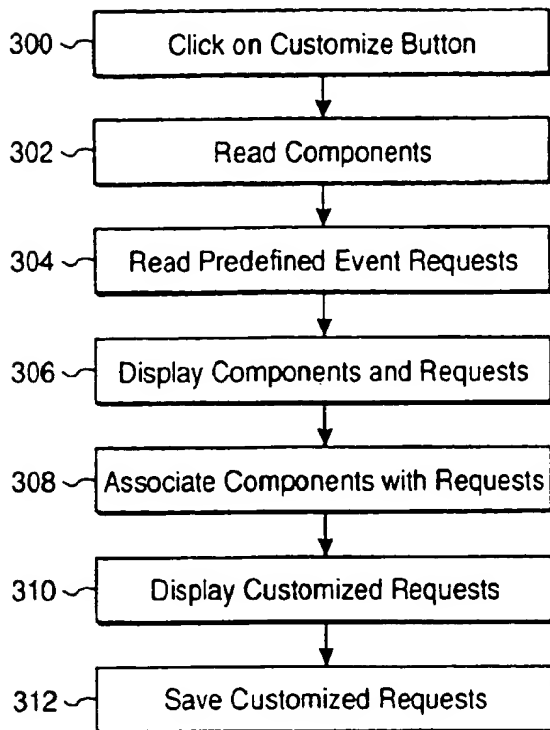 300 Click on Customize Button
302 Read Components
304 Read Predefined Event Requests
306 Display Components and Requests
308 Associate Components with Requests
310 Display Customized Requests
312 Save Customized Requests